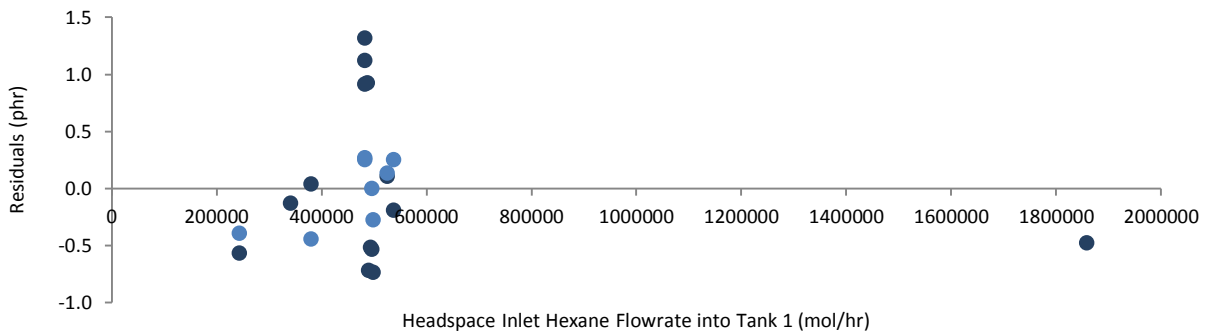 1.5
1.0
0.5
0.0
-0.5
-1.0
Residuals (phr)
0 200000 400000 600000 800000 1000000 1200000 1400000 1600000 1800000 2000000
Headspace Inlet Hexane Flowrate into Tank 1 (mol/hr)